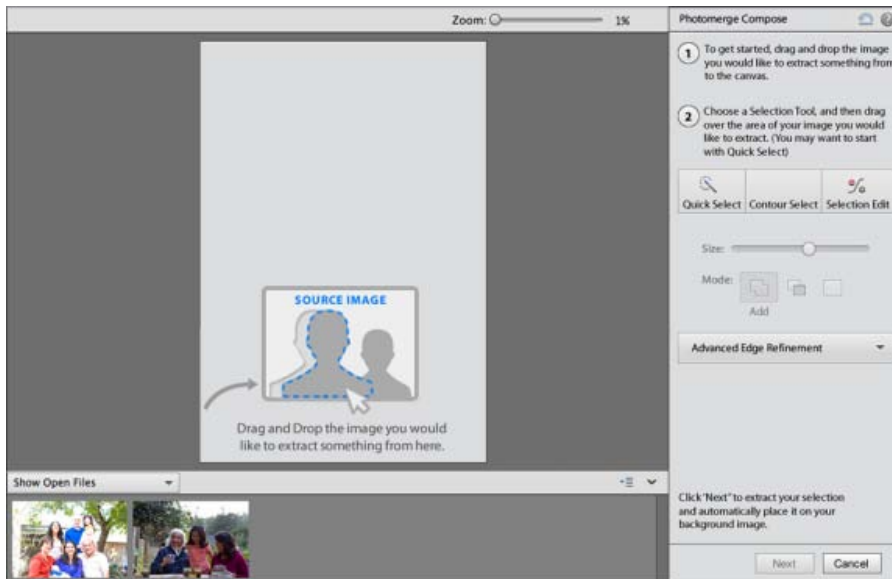 Zoom:
1%
Photomerge Compose
1
To get started, drag and drop the image
you would like to extract something from
to the canvas.
2
Choose a Selection Tool, and then drag
over the area of your image you would
like to extract. (You may want to start
with Quick Select)
Quick Select Contour Select Selection Edit
Size:
Mode:
Add
Advanced Edge Refinement
SOURCE IMAGE
Drag and Drop the image you would
like to extract something from here.
Show Open Files
Click "Next" to extract your selection
and automatically place it on your
background image.
Next Cancel